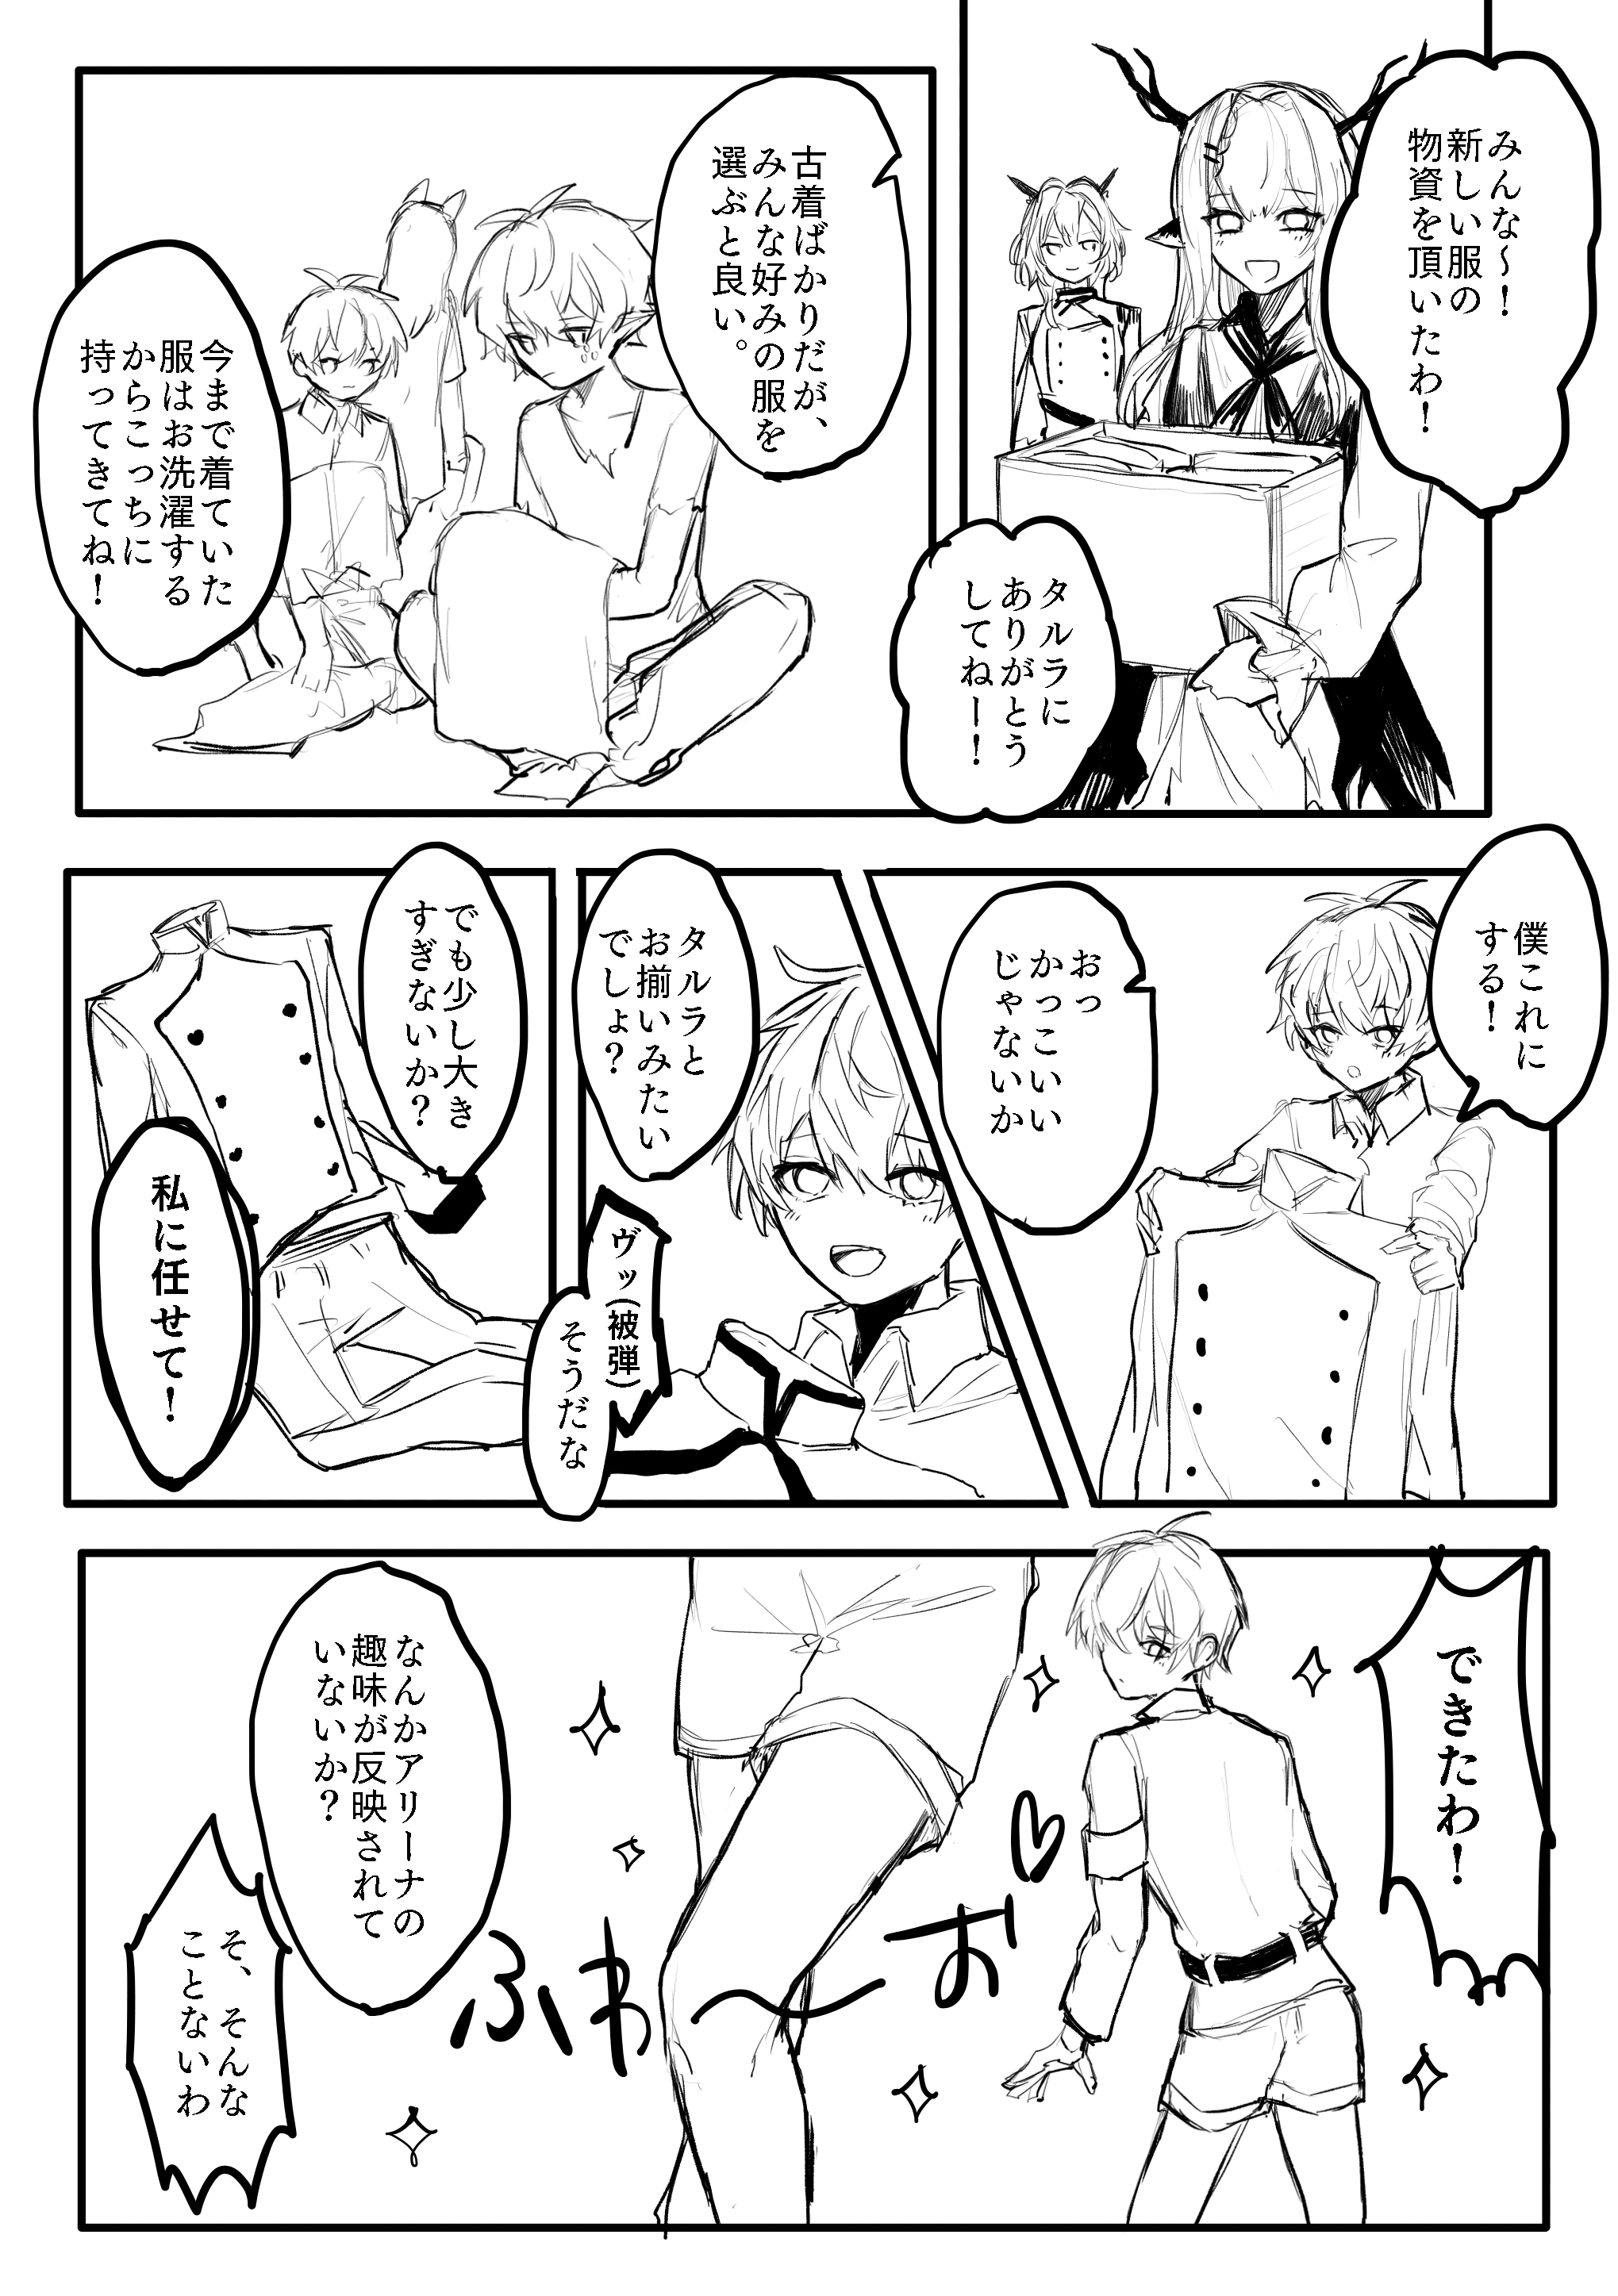 みんな〜!
新しい服の
物資を頂いたわ!
タルラに
ありがとう
してねー!
古着ばかりだが、
みんな好みの服を
選ぶと良い。
今まで着ていた
服はお洗濯する
からこっちに
持ってきてね!
僕これに
する!
おっ
かっこいい
じゃないか
タルラと
お揃いみたい
でしょ?
ヴッ(被弾)
そうだな
でも少し大き
すぎないか?
私に任せて!
できたわ!
お〜
ふわ
なんかアリーナの
趣味が反映されて
いないか?
そ、そんな
ことないわ